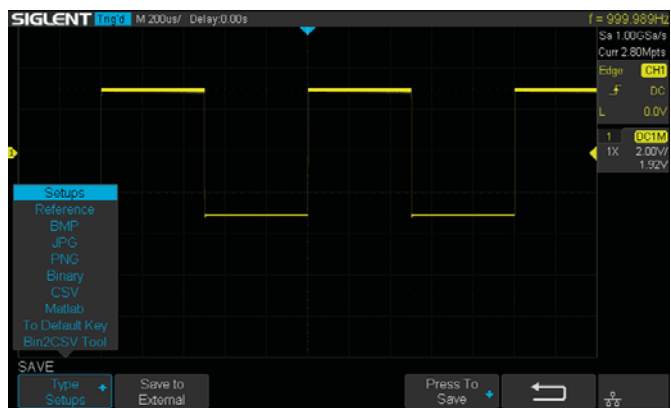 SIGLENT Trig'd M 200us/ Delay:0.00s f = 999.989Hz
Sa 1.00GSa/s
Curr 2.80Mpts
Edge CH1
DC
L 0.0V
1 DC1M
1X 2.00V/
1.92V
1
Setups
Reference
BMP
JPG
PNG
Binary
CSV
Matlab
To Default Key
Bin2CSV Tool
SAVE
Type
Setups
Save to
External
Press To
Save